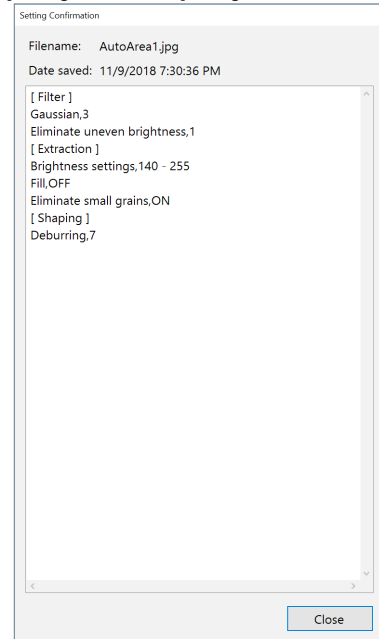 Setting Confirmation
Filename: AutoArea1.jpg
Date saved: 11/9/2018 7:30:36 PM
[ Filter ]
Gaussian,3
Eliminate uneven brightness,1
[ Extraction ]
Brightness settings,140 - 255
Fill,OFF
Eliminate small grains,ON
[ Shaping ]
Deburring,7
Close